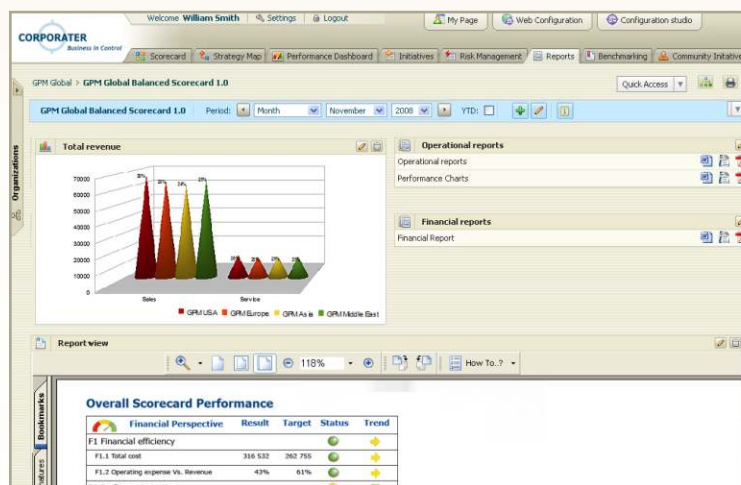 Welcome William Smith Settings Logout My Page Web Configuration Configuration studio
CORPORATER
Business in Control
Scorecard Strategy Map Performance Dashboard Initiatives Risk Management Reports Benchmarking Community Initative
GPM Global > GPM Global Balanced Scorecard 1.0 Quick Access
GPM Global Balanced Scorecard 1.0 Period: Month November 2008 YTD:
Organizations
Total revenue
70000
60000
50000
40000
30000
20000
10000
0
Sales Service
GPM USA GPM Europe GPM Asia GPM Middle East
Operational reports
Operational reports
Performance Charts
Financial reports
Financial Report
Report view
118% How To..?
Bookmarks
Overall Scorecard Performance
Financial Perspective Result Target Status Trend
F1 Financial efficiency
F1.1 Total cost 316 532 262 755
F1.2 Operating expense Vs. Revenue 43% 61%